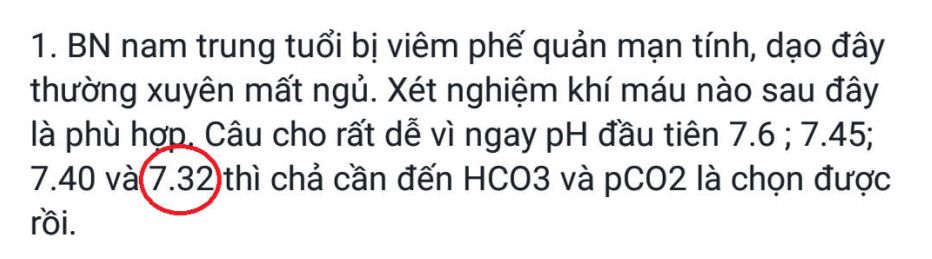 1. BN nam trung tuổi bị viêm phế quản mạn tính, dạo đây
thường xuyên mất ngủ. Xét nghiệm khí máu nào sau đây
là phù hợp. Câu cho rất dễ vì ngay pH đầu tiên 7.6 ; 7.45;
7.40 và 7.32 thì chả cần đến HCO3 và pCO2 là chọn được
rồi.